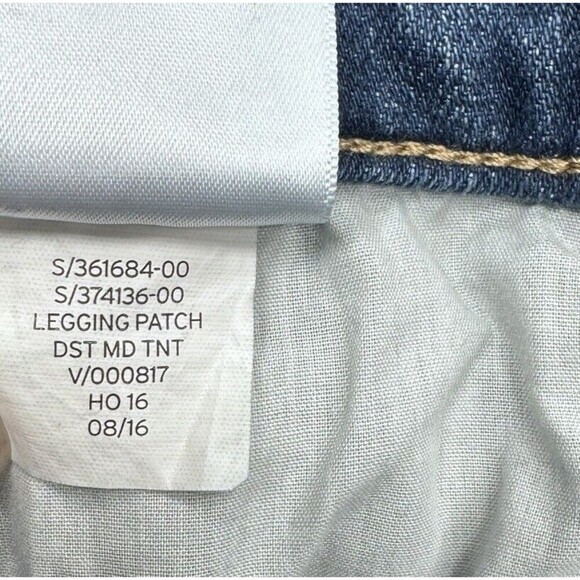 S/361684-00
S/374136-00
LEGGING PATCH
DST MD TNT
V/000817
HO 16
08/16